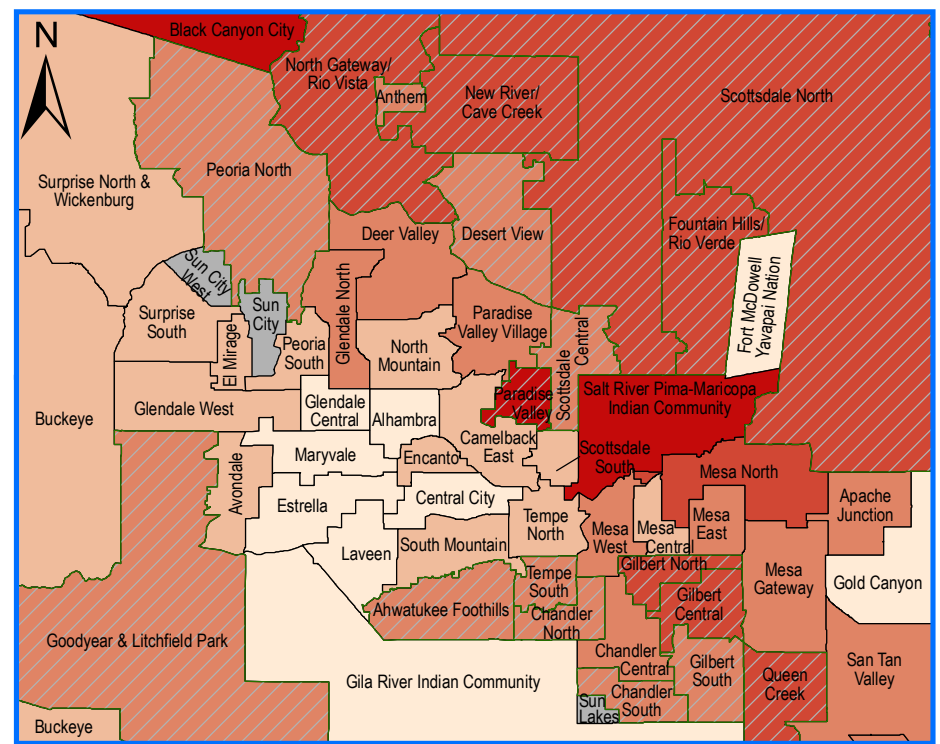 N
Black Canyon City
North Gateway/
Rio Vista
Anthem
New River/
Cave Creek
Scottsdale North
Peoria North
Surprise North &
Wickenburg
Deer Valley
Desert View
Fountain Hills/
Rio Verde
Fort McDowell
Yavapai Nation
Sun City
West
Sun
City
Surprise
South
El Mirage
Peoria
South
Glendale North
North
Mountain
Paradise
Valley Village
Scottsdale
Central
Paradise
Valley
Salt River Pima-Maricopa
Indian Community
Buckeye
Glendale West
Glendale
Central
Alhambra
Camelback
East
Scottsdale
South
Maryvale
Encanto
Avondale
Mesa North
Estrella
Central City
Tempe
North
Mesa
West
Mesa
Central
Mesa
East
Apache
Junction
Laveen
South Mountain
Gilbert North
Mesa
Gateway
Gold Canyon
Tempe
South
Ahwatukee Foothills
Chandler
North
Gilbert
Central
Goodyear & Litchfield Park
Chandler
Central
Gilbert
South
Queen
Creek
San Tan
Valley
Gila River Indian Community
Sun
Lakes
Chandler
South
Buckeye